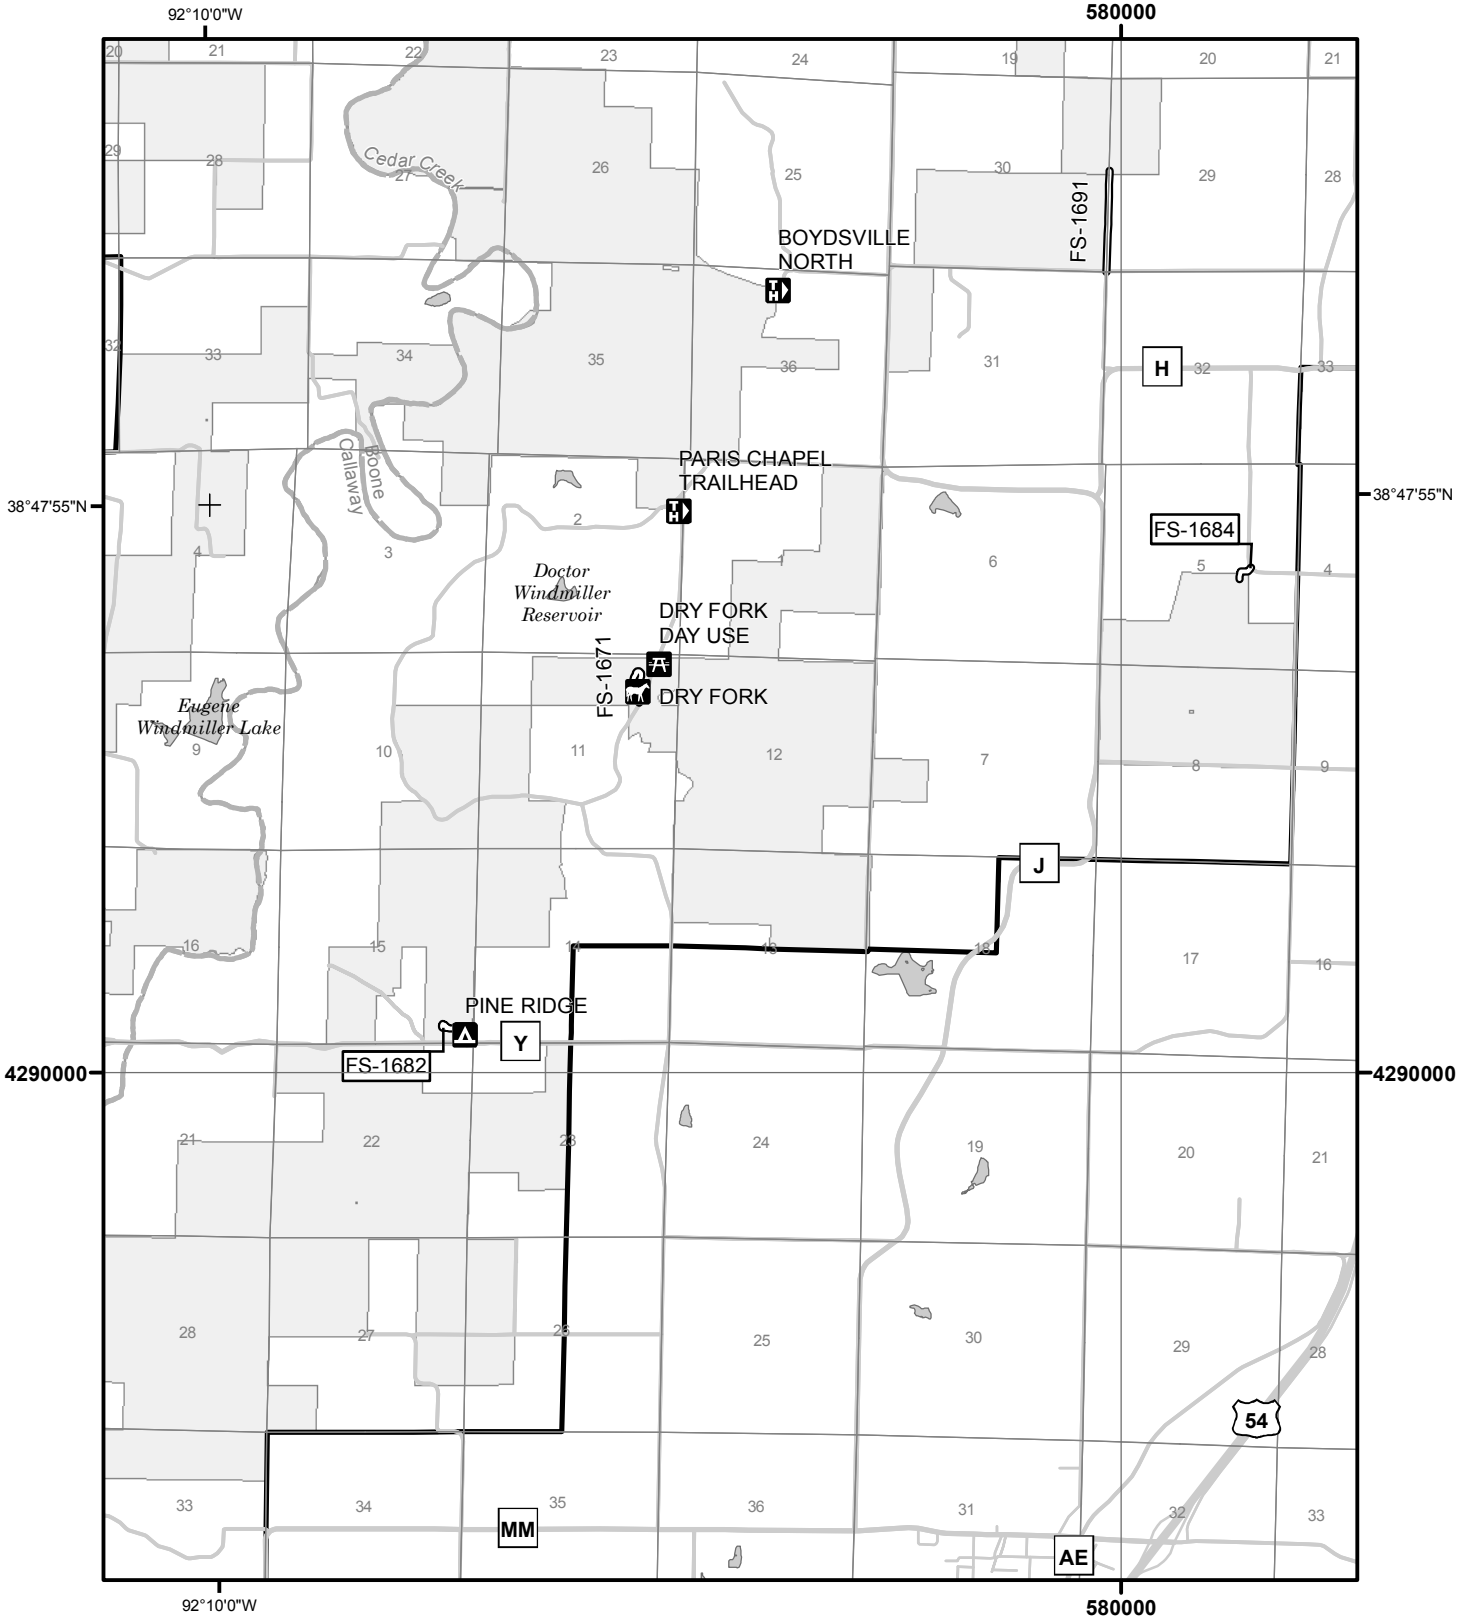 92°10'0"W
580000
20
21
22
23
24
19
20
21
29
28
27
Cedar Creek
26
25
30
29
28
FS-1691
BOYDSVILLE
NORTH
32
33
34
35
36
31
H
32
33
Boone
Callaway
PARIS CHAPEL
TRAILHEAD
38°47'55"N
38°47'55"N
FS-1684
4
3
2
1
6
5
4
Doctor
Windmiller
Reservoir
DRY FORK
DAY USE
FS-1671
DRY FORK
Eugene
Windmiller Lake
9
10
11
12
7
8
9
J
16
15
14
13
18
17
16
PINE RIDGE
Y
FS-1682
4290000
4290000
21
22
23
24
19
20
21
28
27
26
25
30
29
28
54
33
34
35
36
31
32
33
MM
AE
92°10'0"W
580000